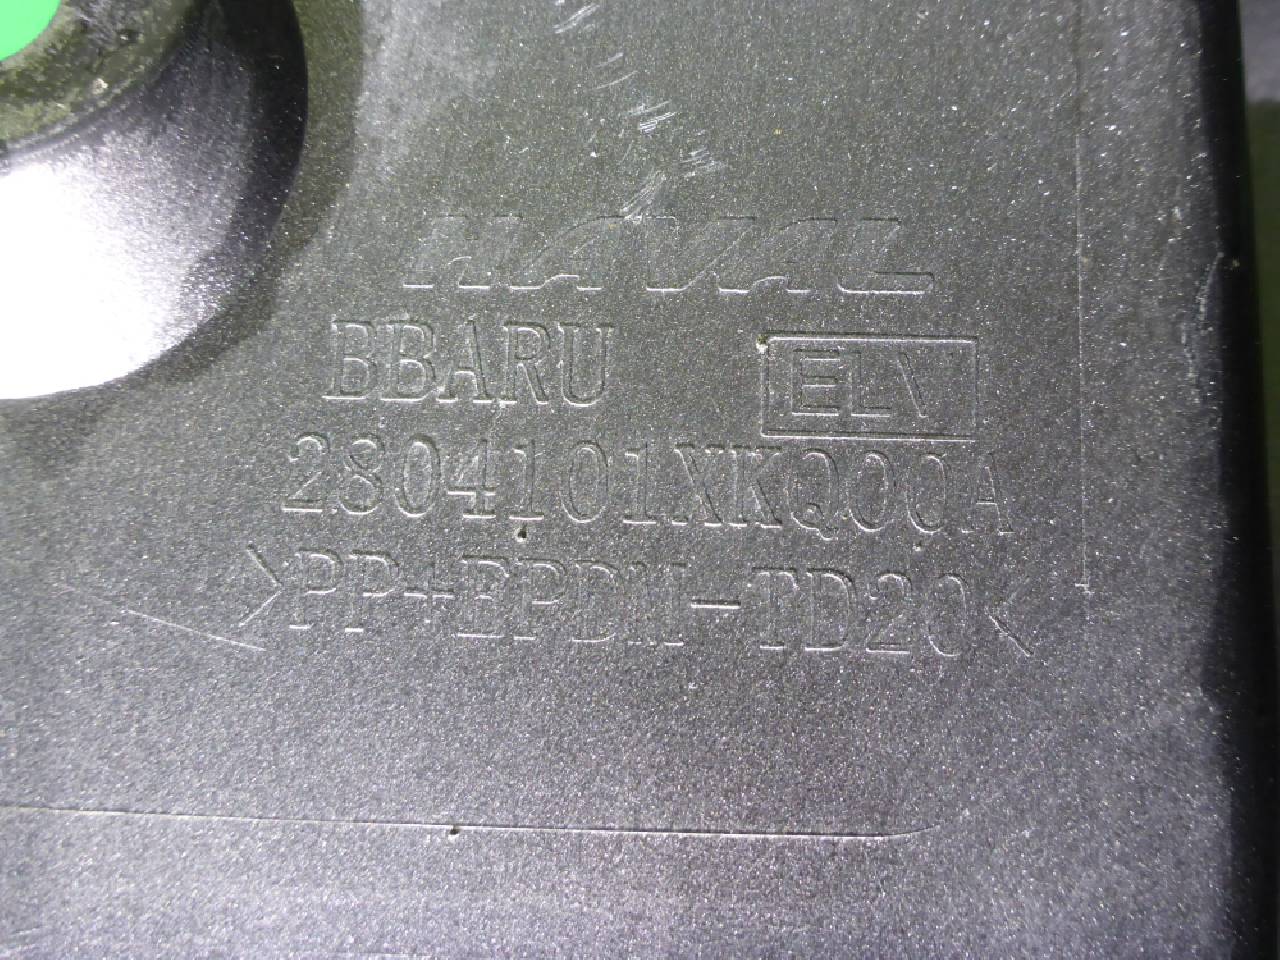 HAVAL
BBARU
ELV
2804101XKQ00A
>PP+EPDM-TD20<